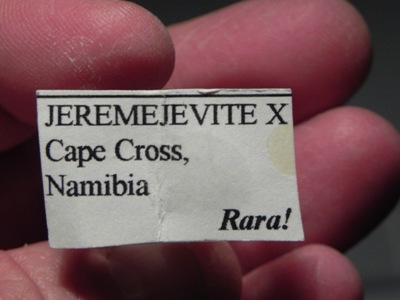 JEREMEJEVITE X
Cape Cross,
Namibia
Rara!